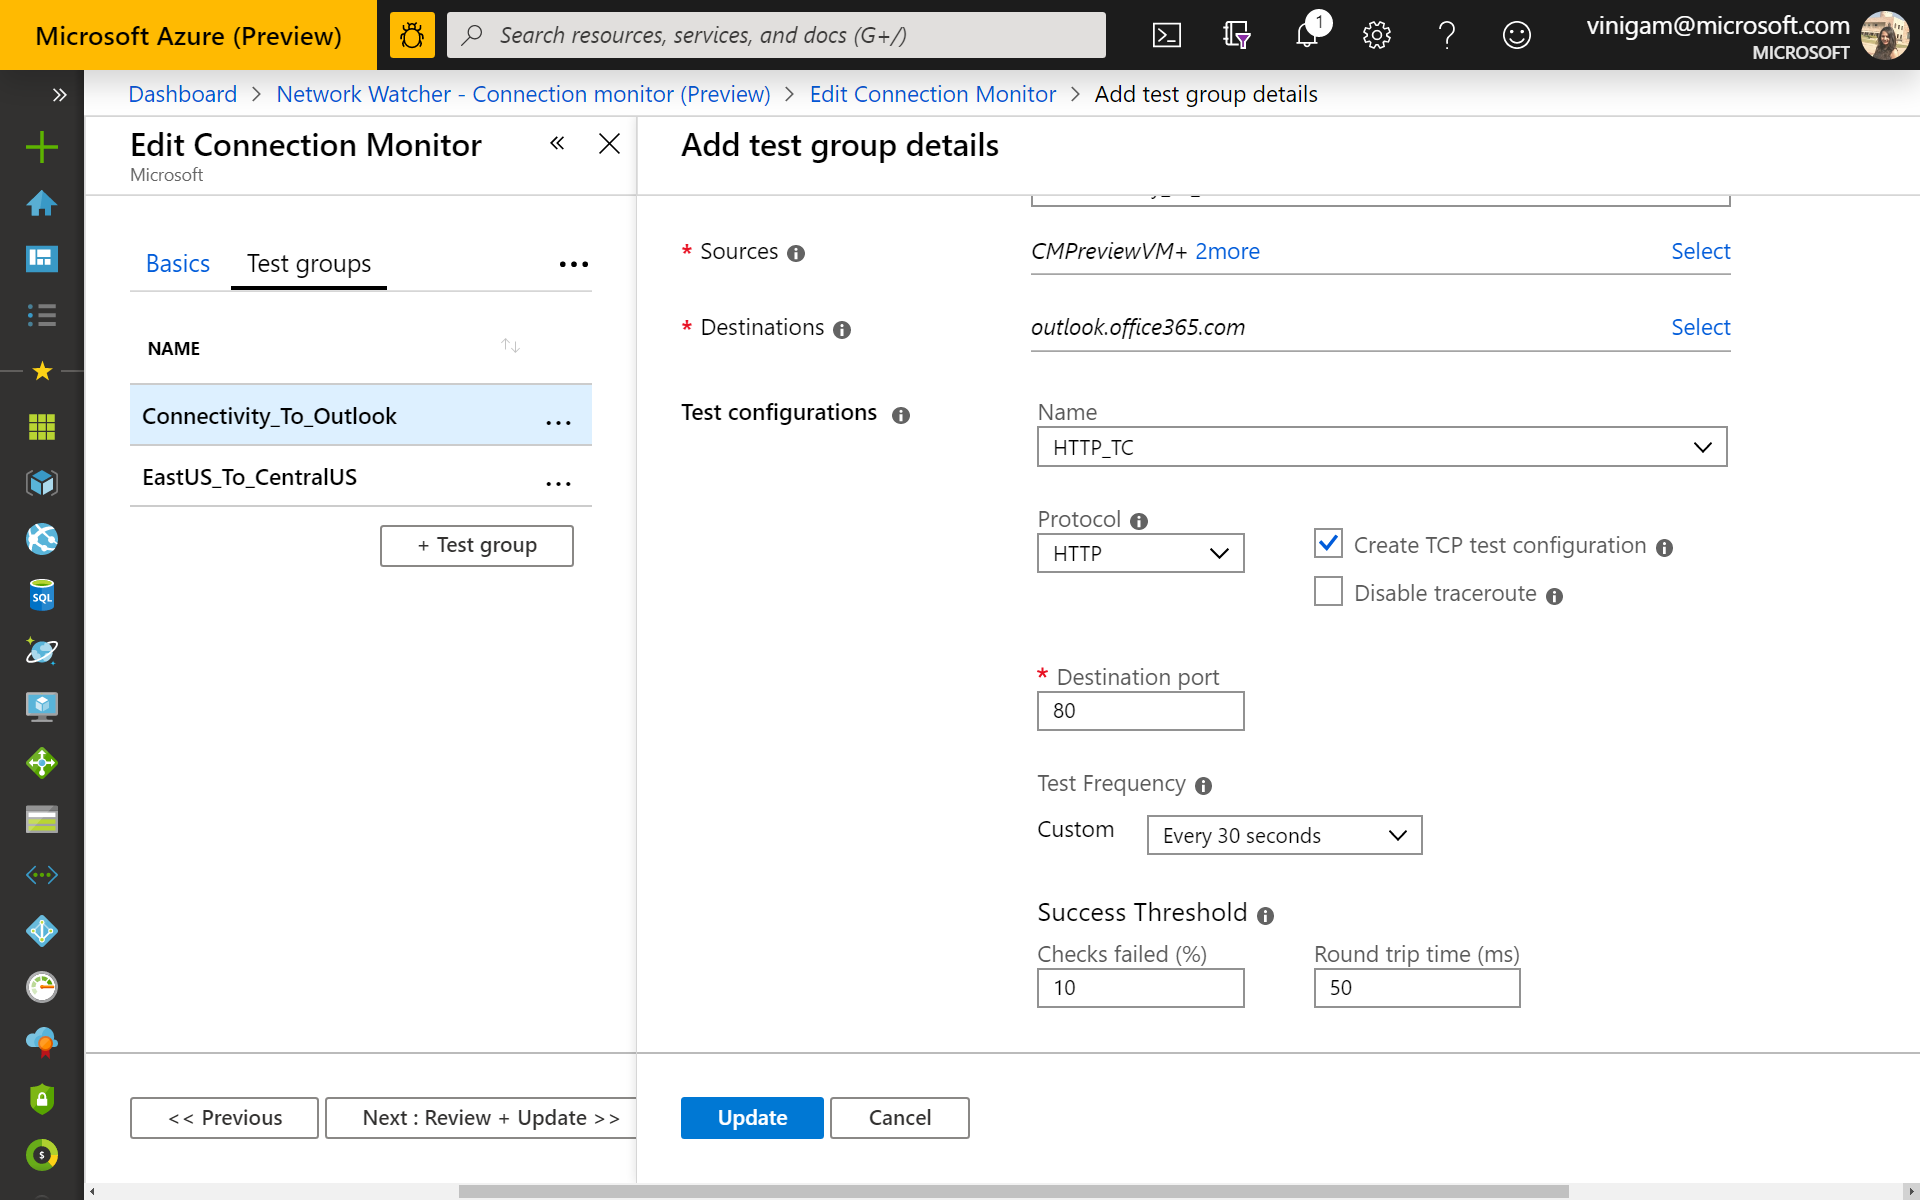 Microsoft Azure (Preview)
Search resources, services, and docs (G+/)
1
vinigam@microsoft.com
MICROSOFT
Dashboard > Network Watcher - Connection monitor (Preview) > Edit Connection Monitor > Add test group details
Edit Connection Monitor
Microsoft
Add test group details
Basics
Test groups
NAME
Connectivity_To_Outlook
EastUS_To_CentralUS
+ Test group
<< Previous
Next : Review + Update >>
* Sources
CMPreviewVM+ 2more
Select
* Destinations
outlook.office365.com
Select
Test configurations
Name
HTTP_TC
Protocol
HTTP
Create TCP test configuration
Disable traceroute
* Destination port
80
Test Frequency
Custom
Every 30 seconds
Success Threshold
Checks failed (%)
Round trip time (ms)
10
50
Update
Cancel
SQL
$